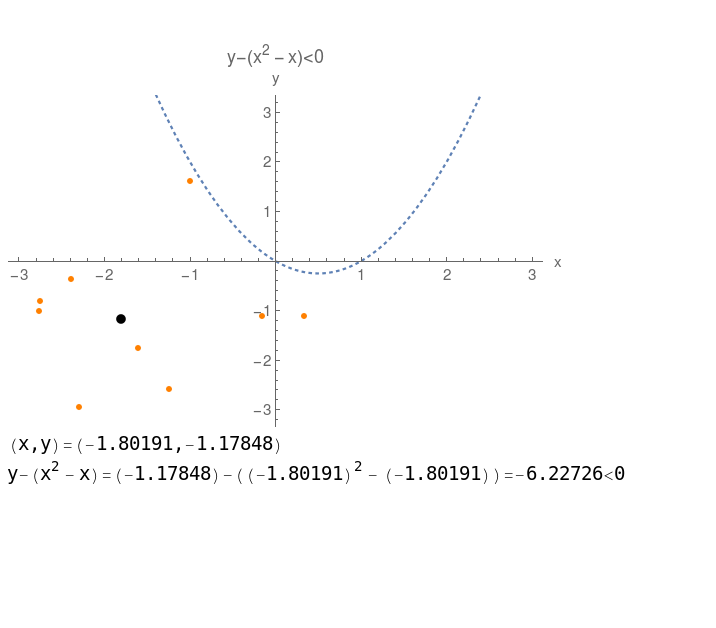 y−(x² − x)<0
y
3
2
1
−3 −2 −1 1 2 3 x
−1
−2
−3
(x,y)=(−1.80191,−1.17848)
y−(x² − x)=(−1.17848)−((−1.80191)² − (−1.80191))=−6.22726<0